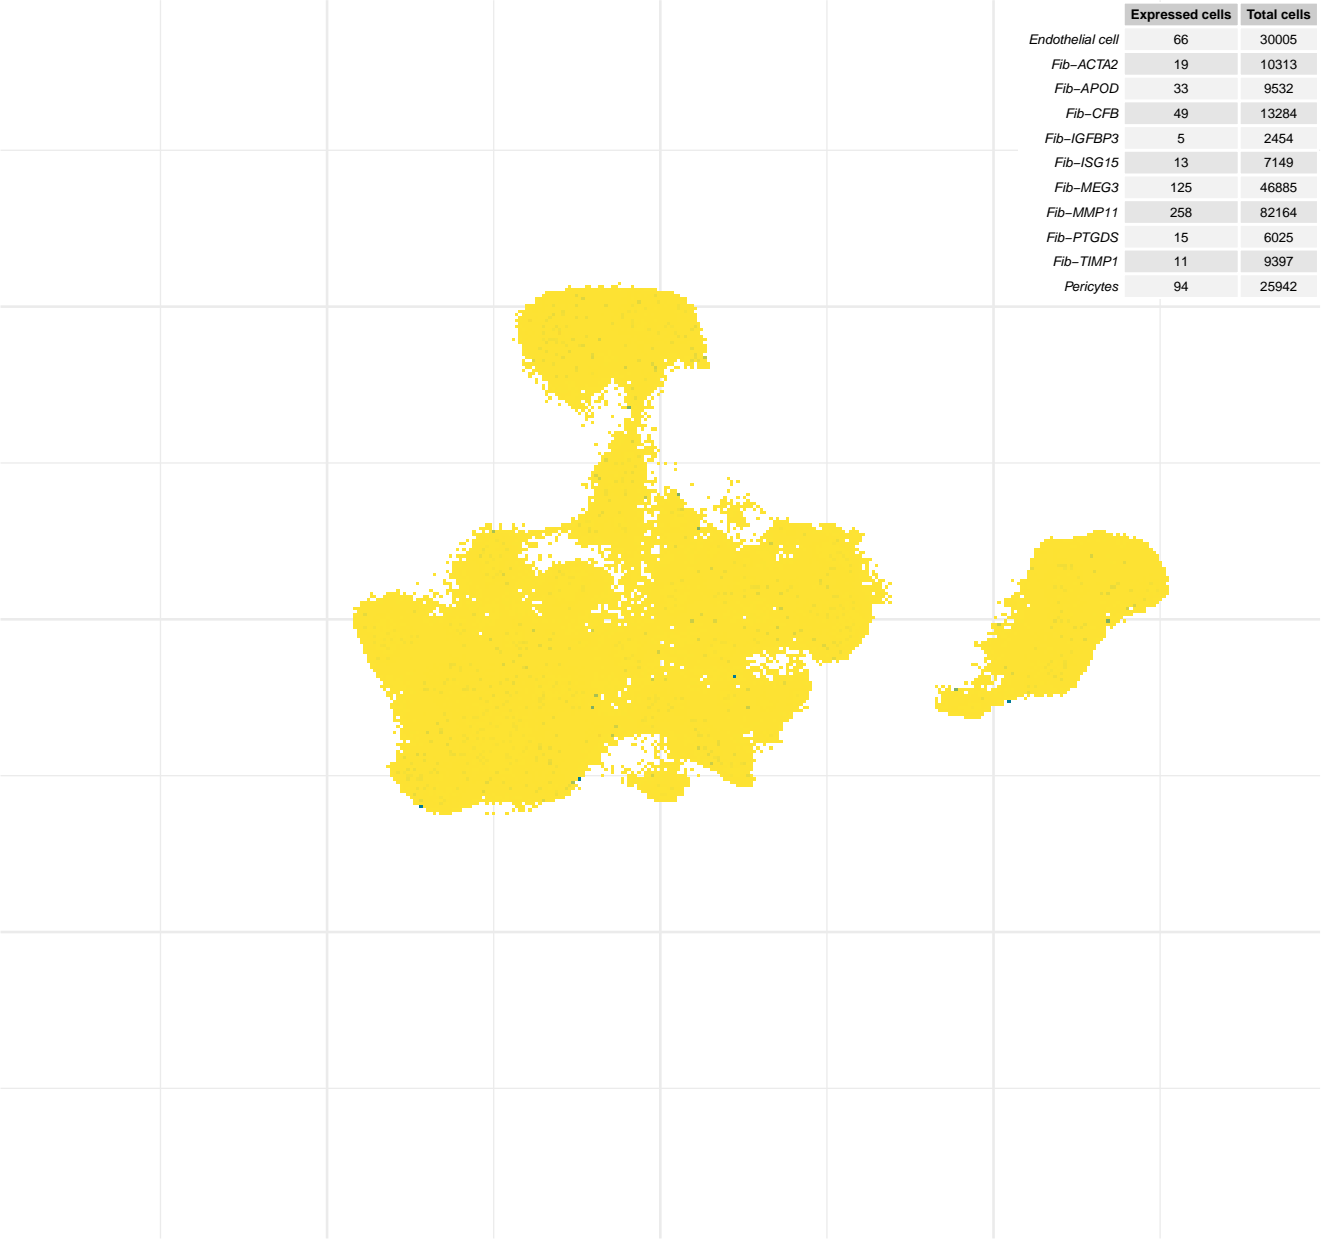 Expressed cells Total cells
Endothelial cell 66 30005
Fib−ACTA2 19 10313
Fib−APOD 33 9532
Fib−CFB 49 13284
Fib−IGFBP3 5 2454
Fib−ISG15 13 7149
Fib−MEG3 125 46885
Fib−MMP11 258 82164
Fib−PTGDS 15 6025
Fib−TIMP1 11 9397
Pericytes 94 25942